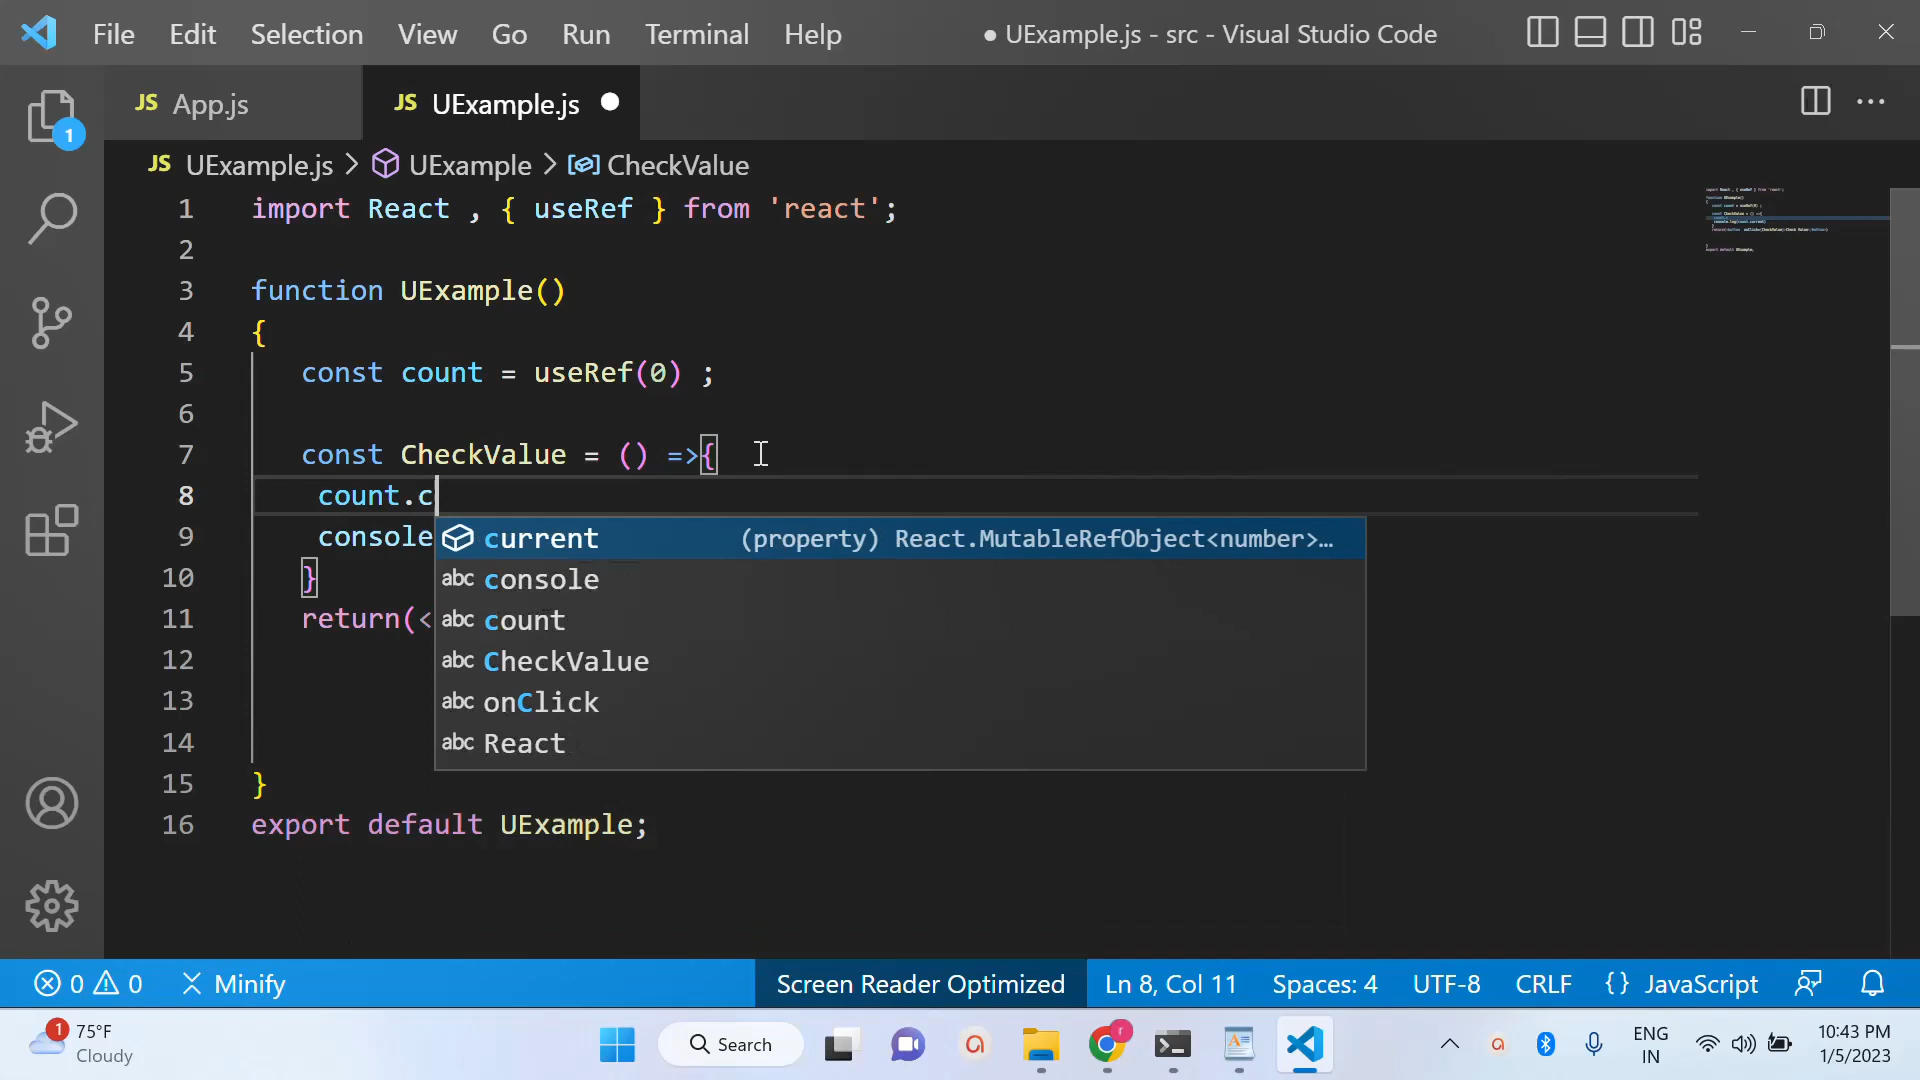 File Edit Selection View Go Run Terminal Help ● UExample.js - src - Visual Studio Code
JS App.js JS UExample.js
1
JS UExample.js > UExample > CheckValue
1 import React , { useRef } from 'react';
2
3 function UExample()
4 {
5 const count = useRef(0) ;
6
7 const CheckValue = () =>{
8 count.c
9 console
current (property) React.MutableRefObject<number>…
10 }
abc console
11 return(<
abc count
12
abc CheckValue
13
abc onClick
14
abc React
15 }
16 export default UExample;
0 0 Minify Screen Reader Optimized Ln 8, Col 11 Spaces: 4 UTF-8 CRLF {} JavaScript
1 75°F
Cloudy
Search
r
ENG
IN
10:43 PM
1/5/2023